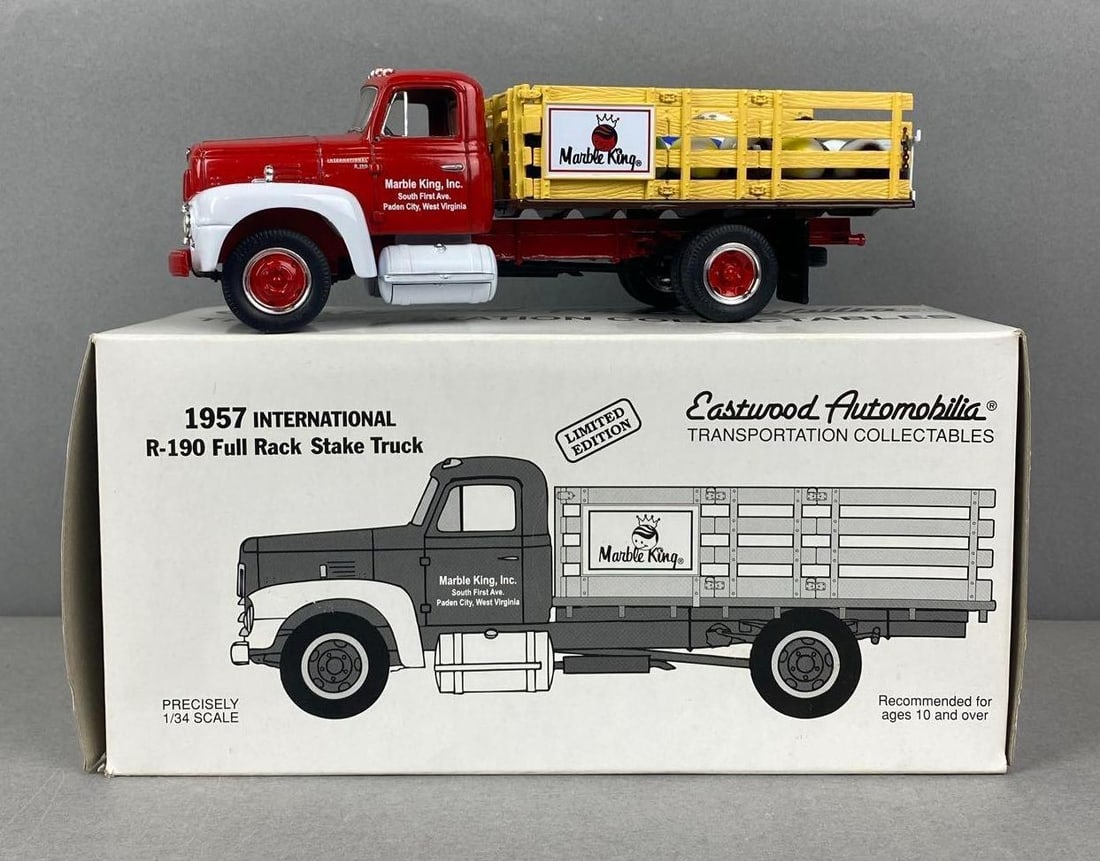 INTERNATIONAL
Marble King, Inc.
South First Ave.
Paden City, West Virginia
Marble King®
1957 INTERNATIONAL
R-190 Full Rack Stake Truck
LIMITED
EDITION
Eastwood Automobilia®
TRANSPORTATION COLLECTABLES
Marble King®
Marble King, Inc.
South First Ave.
Paden City, West Virginia
PRECISELY
1/34 SCALE
Recommended for
ages 10 and over